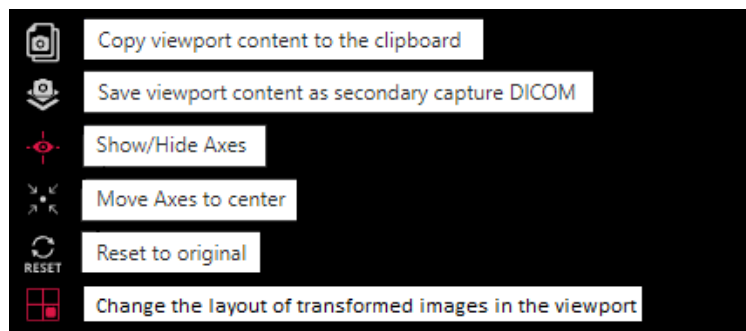 Copy viewport content to the clipboard
Save viewport content as secondary capture DICOM
Show/Hide Axes
Move Axes to center
Reset to original
RESET
Change the layout of transformed images in the viewport